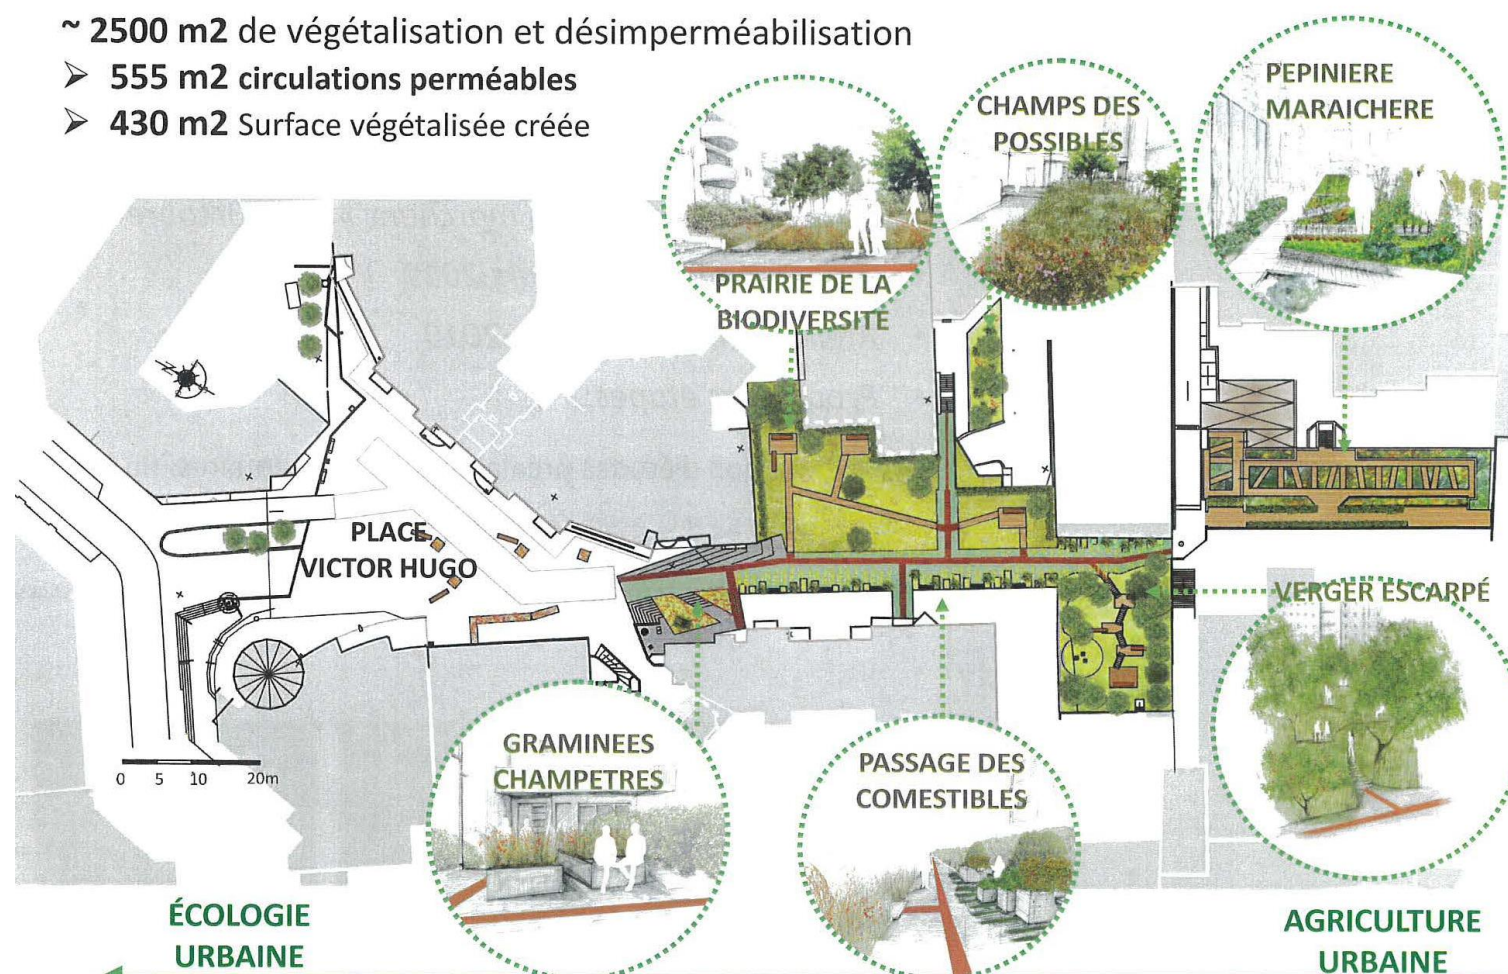 ~ 2500 m2 de végétalisation et désimperméabilisation
➢ 555 m2 circulations perméables
➢ 430 m2 Surface végétalisée créée
PRAIRIE DE LA
BIODIVERSITÉ
CHAMPS DES
POSSIBLES
PEPINIERE
MARAICHERE
PLACE
VICTOR HUGO
VERGER ESCARPÉ
GRAMINEES
CHAMPETRES
PASSAGE DES
COMESTIBLES
0 5 10 20m
ÉCOLOGIE
URBAINE
AGRICULTURE
URBAINE